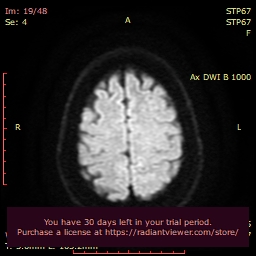 Im: 19/48
Se: 4
A
STP67
STP67
F
Ax DWI B 1000
R
L
You have 30 days left in your trial period.
Purchase a license at https://radiantviewer.com/store/